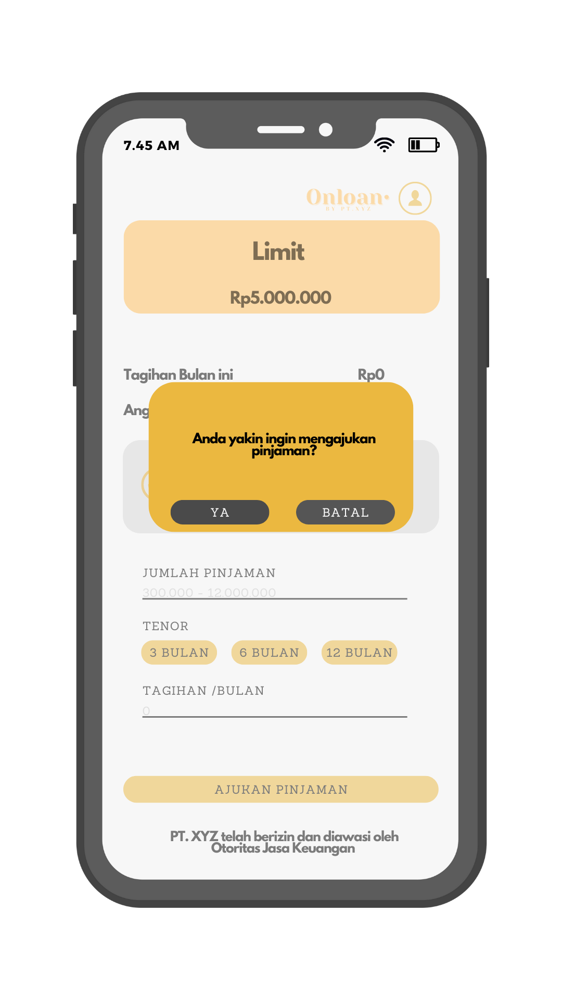 7.45 AM
Onloan
BY PT.XYZ
Limit
Rp5.000.000
Tagihan Bulan ini Rp0
Ang
Anda yakin ingin mengajukan
pinjaman?
YA BATAL
JUMLAH PINJAMAN
300.000 - 12.000.000
TENOR
3 BULAN 6 BULAN 12 BULAN
TAGIHAN /BULAN
0
AJUKAN PINJAMAN
PT. XYZ telah berizin dan diawasi oleh
Otoritas Jasa Keuangan